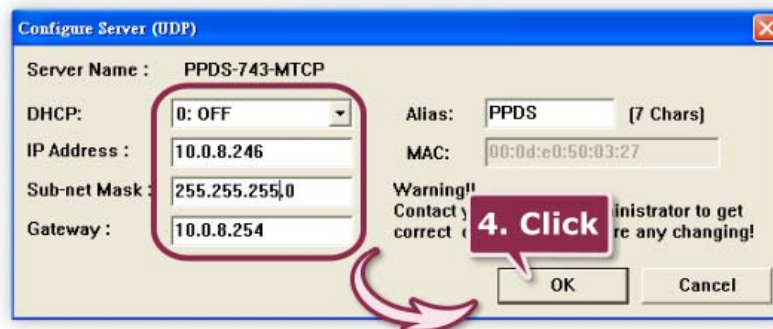 Configure Server (UDP)
Server Name : PPDS-743-MTCP
DHCP: 0: OFF
Alias: PPDS (7 Chars)
IP Address : 10.0.8.246
MAC: 00:0d:e0:50:03:27
Sub-net Mask : 255.255.255.0
Warning!!
Gateway : 10.0.8.254
Contact inistrator to get
correct re any changing!
4. Click
OK Cancel